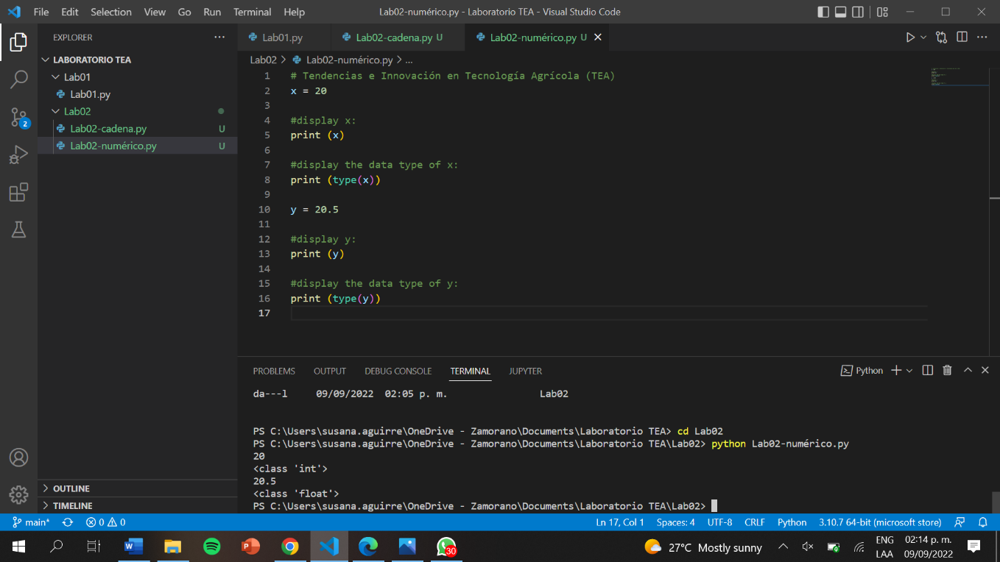 File Edit Selection View Go Run Terminal Help
Lab02-numérico.py - Laboratorio TEA - Visual Studio Code
EXPLORER
LABORATORIO TEA
Lab01
Lab01.py
Lab02
Lab02-cadena.py U
Lab02-numérico.py U
OUTLINE
TIMELINE
2
Lab01.py Lab02-cadena.py U Lab02-numérico.py U
Lab02 > Lab02-numérico.py > ...
1 # Tendencias e Innovación en Tecnología Agrícola (TEA)
2 x = 20
3
4 #display x:
5 print (x)
6
7 #display the data type of x:
8 print (type(x))
9
10 y = 20.5
11
12 #display y:
13 print (y)
14
15 #display the data type of y:
16 print (type(y))
17
PROBLEMS OUTPUT DEBUG CONSOLE TERMINAL JUPYTER
Python
da---l 09/09/2022 02:05 p. m. Lab02
PS C:\Users\susana.aguirre\OneDrive - Zamorano\Documents\Laboratorio TEA> cd Lab02
PS C:\Users\susana.aguirre\OneDrive - Zamorano\Documents\Laboratorio TEA\Lab02> python Lab02-numérico.py
20
<class 'int'>
20.5
<class 'float'>
PS C:\Users\susana.aguirre\OneDrive - Zamorano\Documents\Laboratorio TEA\Lab02>
main* 0 0 Ln 17, Col 1 Spaces: 4 UTF-8 CRLF Python 3.10.7 64-bit (microsoft store)
W P 30 27°C Mostly sunny
ENG 02:14 p. m.
LAA 09/09/2022